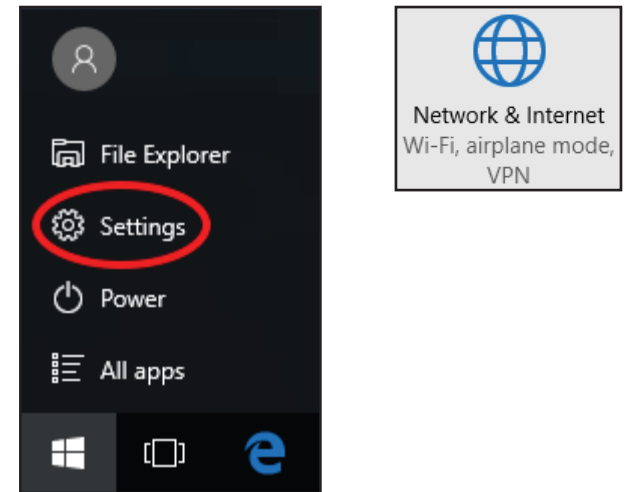 File Explorer
Settings
Power
All apps
Network & Internet
Wi-Fi, airplane mode,
VPN